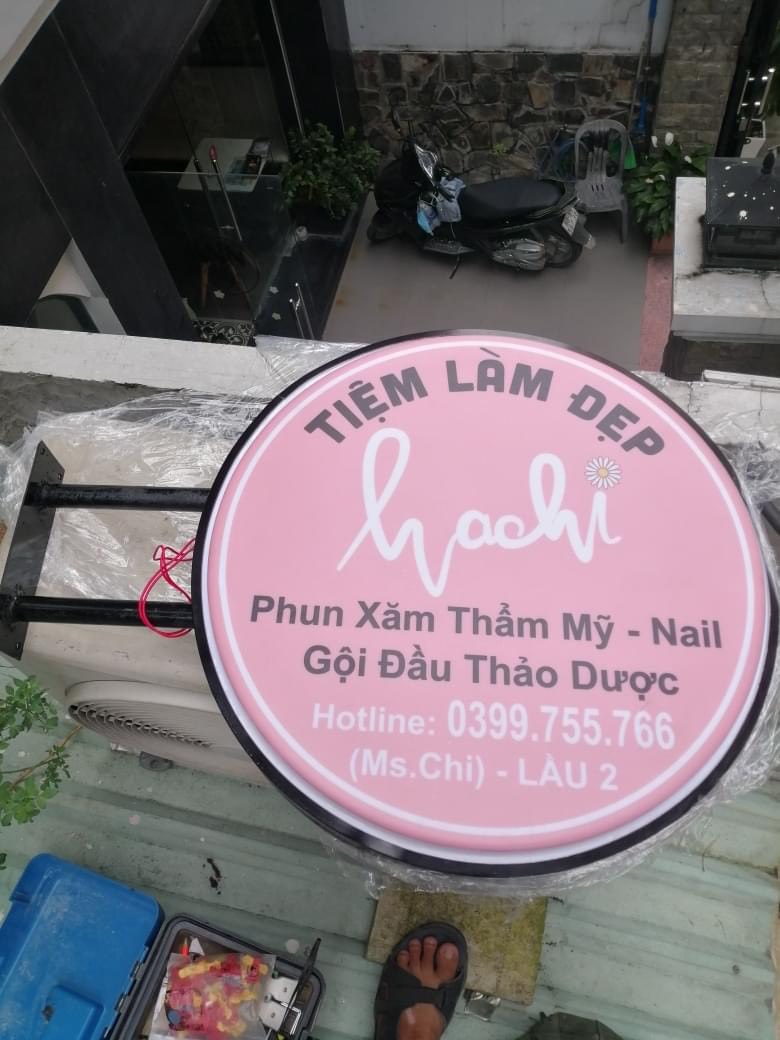 TIỆM LÀM ĐẸP
hachi
Phun Xăm Thẩm Mỹ - Nail
Gội Đầu Thảo Dược
Hotline: 0399.755.766
(Ms.Chi) - LẦU 2